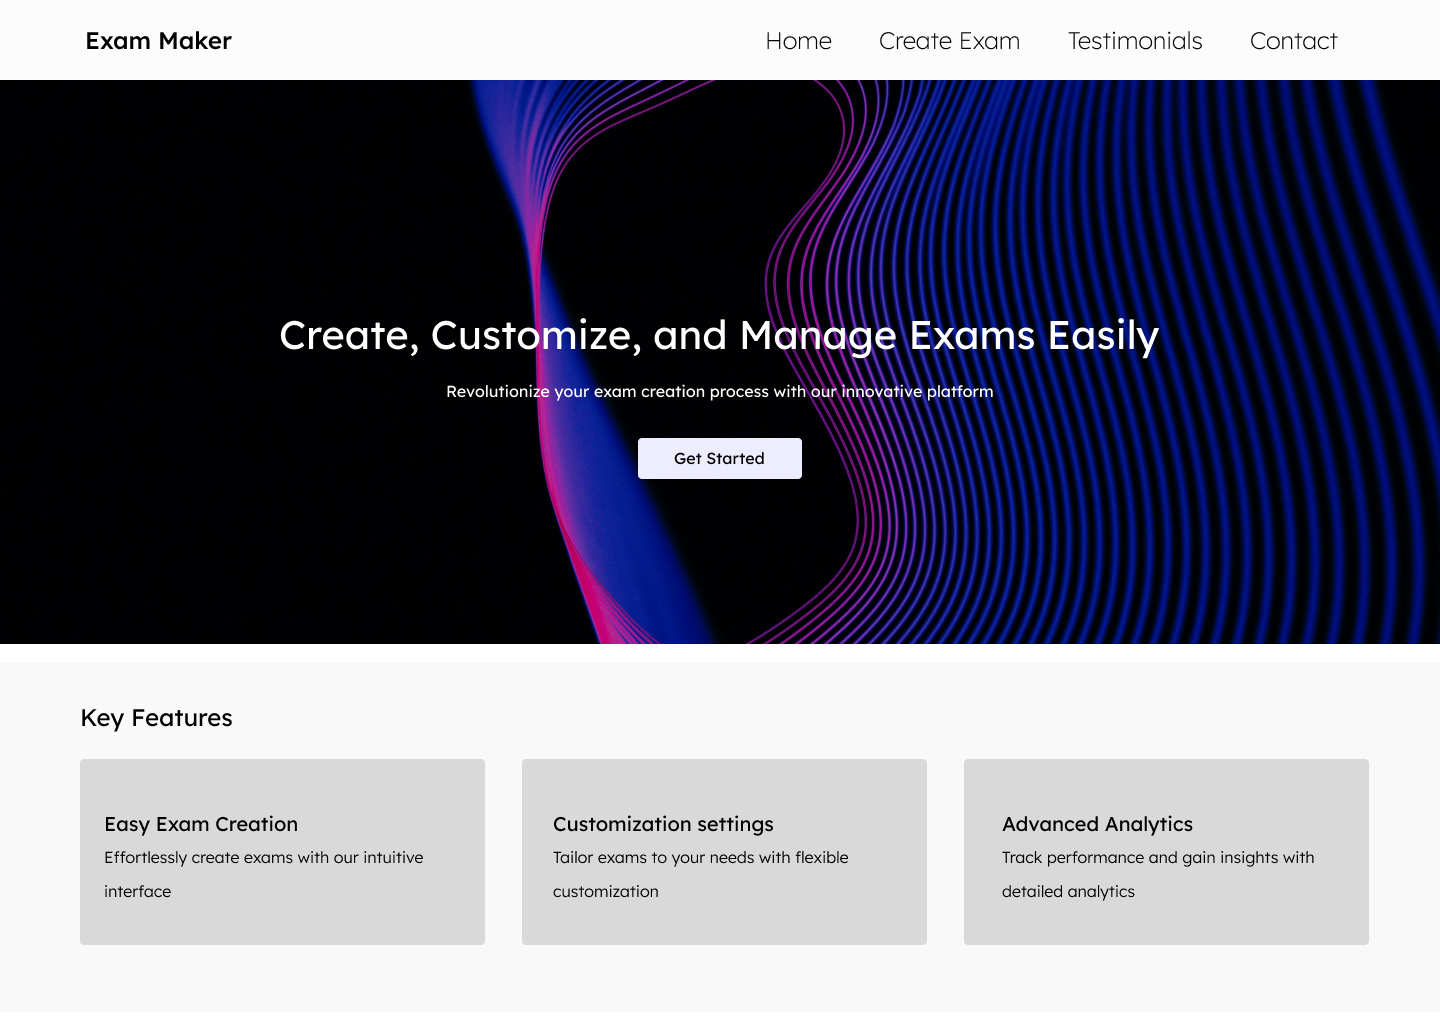 Exam Maker
Home
Create Exam
Testimonials
Contact
Create, Customize, and Manage Exams Easily
Revolutionize your exam creation process with our innovative platform
Get Started
Key Features
Easy Exam Creation
Effortlessly create exams with our intuitive
interface
Customization settings
Tailor exams to your needs with flexible
customization
Advanced Analytics
Track performance and gain insights with
detailed analytics